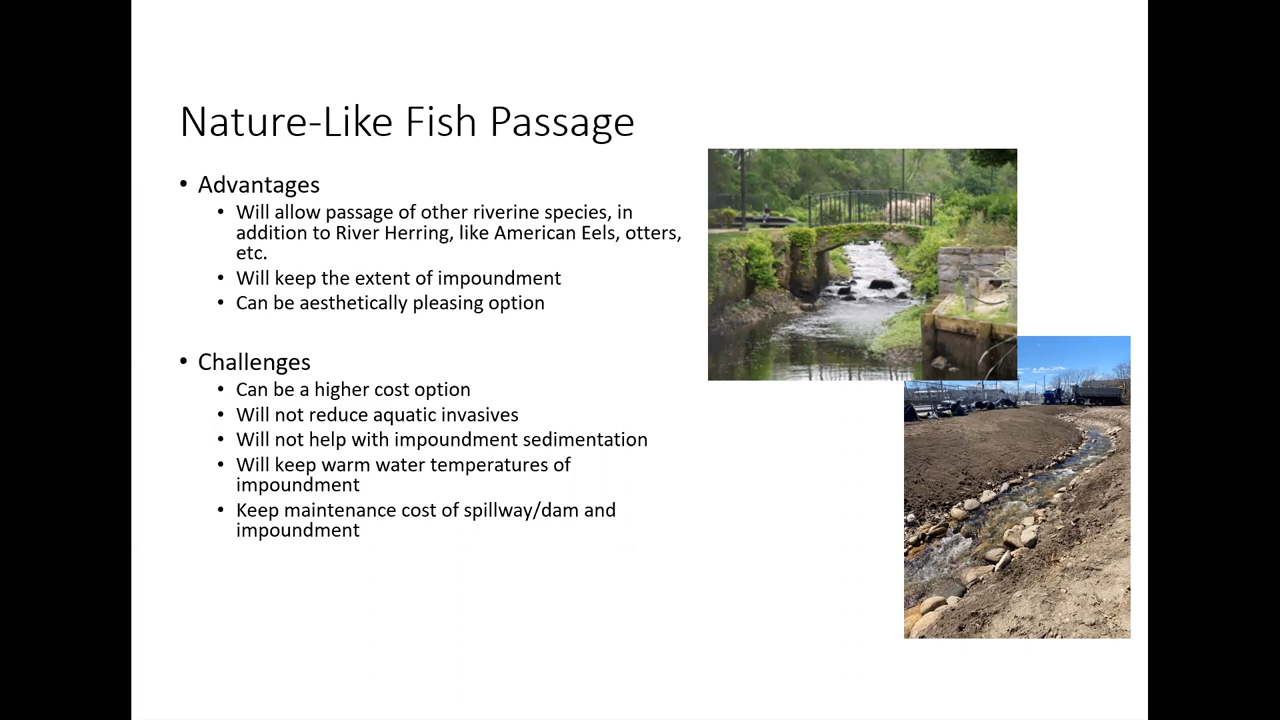 Nature-Like Fish Passage
• Advantages
• Will allow passage of other riverine species, in
addition to River Herring, like American Eels, otters,
etc.
• Will keep the extent of impoundment
• Can be aesthetically pleasing option
• Challenges
• Can be a higher cost option
• Will not reduce aquatic invasives
• Will not help with impoundment sedimentation
• Will keep warm water temperatures of
impoundment
• Keep maintenance cost of spillway/dam and
impoundment